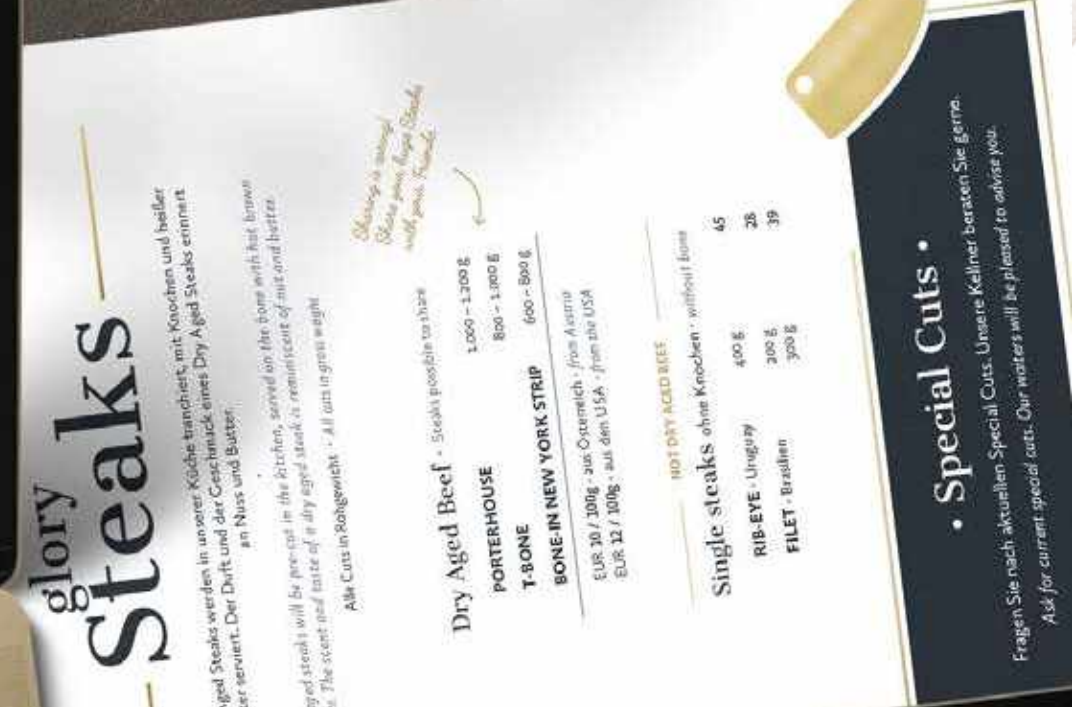 glory
Steaks
Aged Steaks werden in unserer Küche tranchiert, mit Knochen und heißer
serviert. Der Duft und der Geschmack eines Dry Aged Steaks erinnert
an Nuss und Butter.
aged steaks will be pre-cut in the kitchen, served on the bone with hot brown
The scent and taste of a dry aged steak is reminiscent of nut and butter.
Alle Cuts in Rohgewicht - All cuts in gross weight
Sharing is caring!
Share your huge Steaks
with your Friends
Dry Aged Beef - Steaks possible to share
PORTERHOUSE 1.000 - 1.200 g
T-BONE 800 - 1.000 g
BONE-IN NEW YORK STRIP 600 - 800 g
EUR 10 / 100g - aus Österreich - from Austria
EUR 12 / 100g - aus den USA - from the USA
NOT DRY AGED BEEF
Single steaks ohne Knochen - without bone
RIB-EYE - Uruguay 400 g 45
FILET - Brasilien 200 g 28
300 g 39
• Special Cuts •
Fragen Sie nach aktuellen Special Cuts. Unsere Kellner beraten Sie gerne.
Ask for current special cuts. Our waiters will be pleased to advise you.